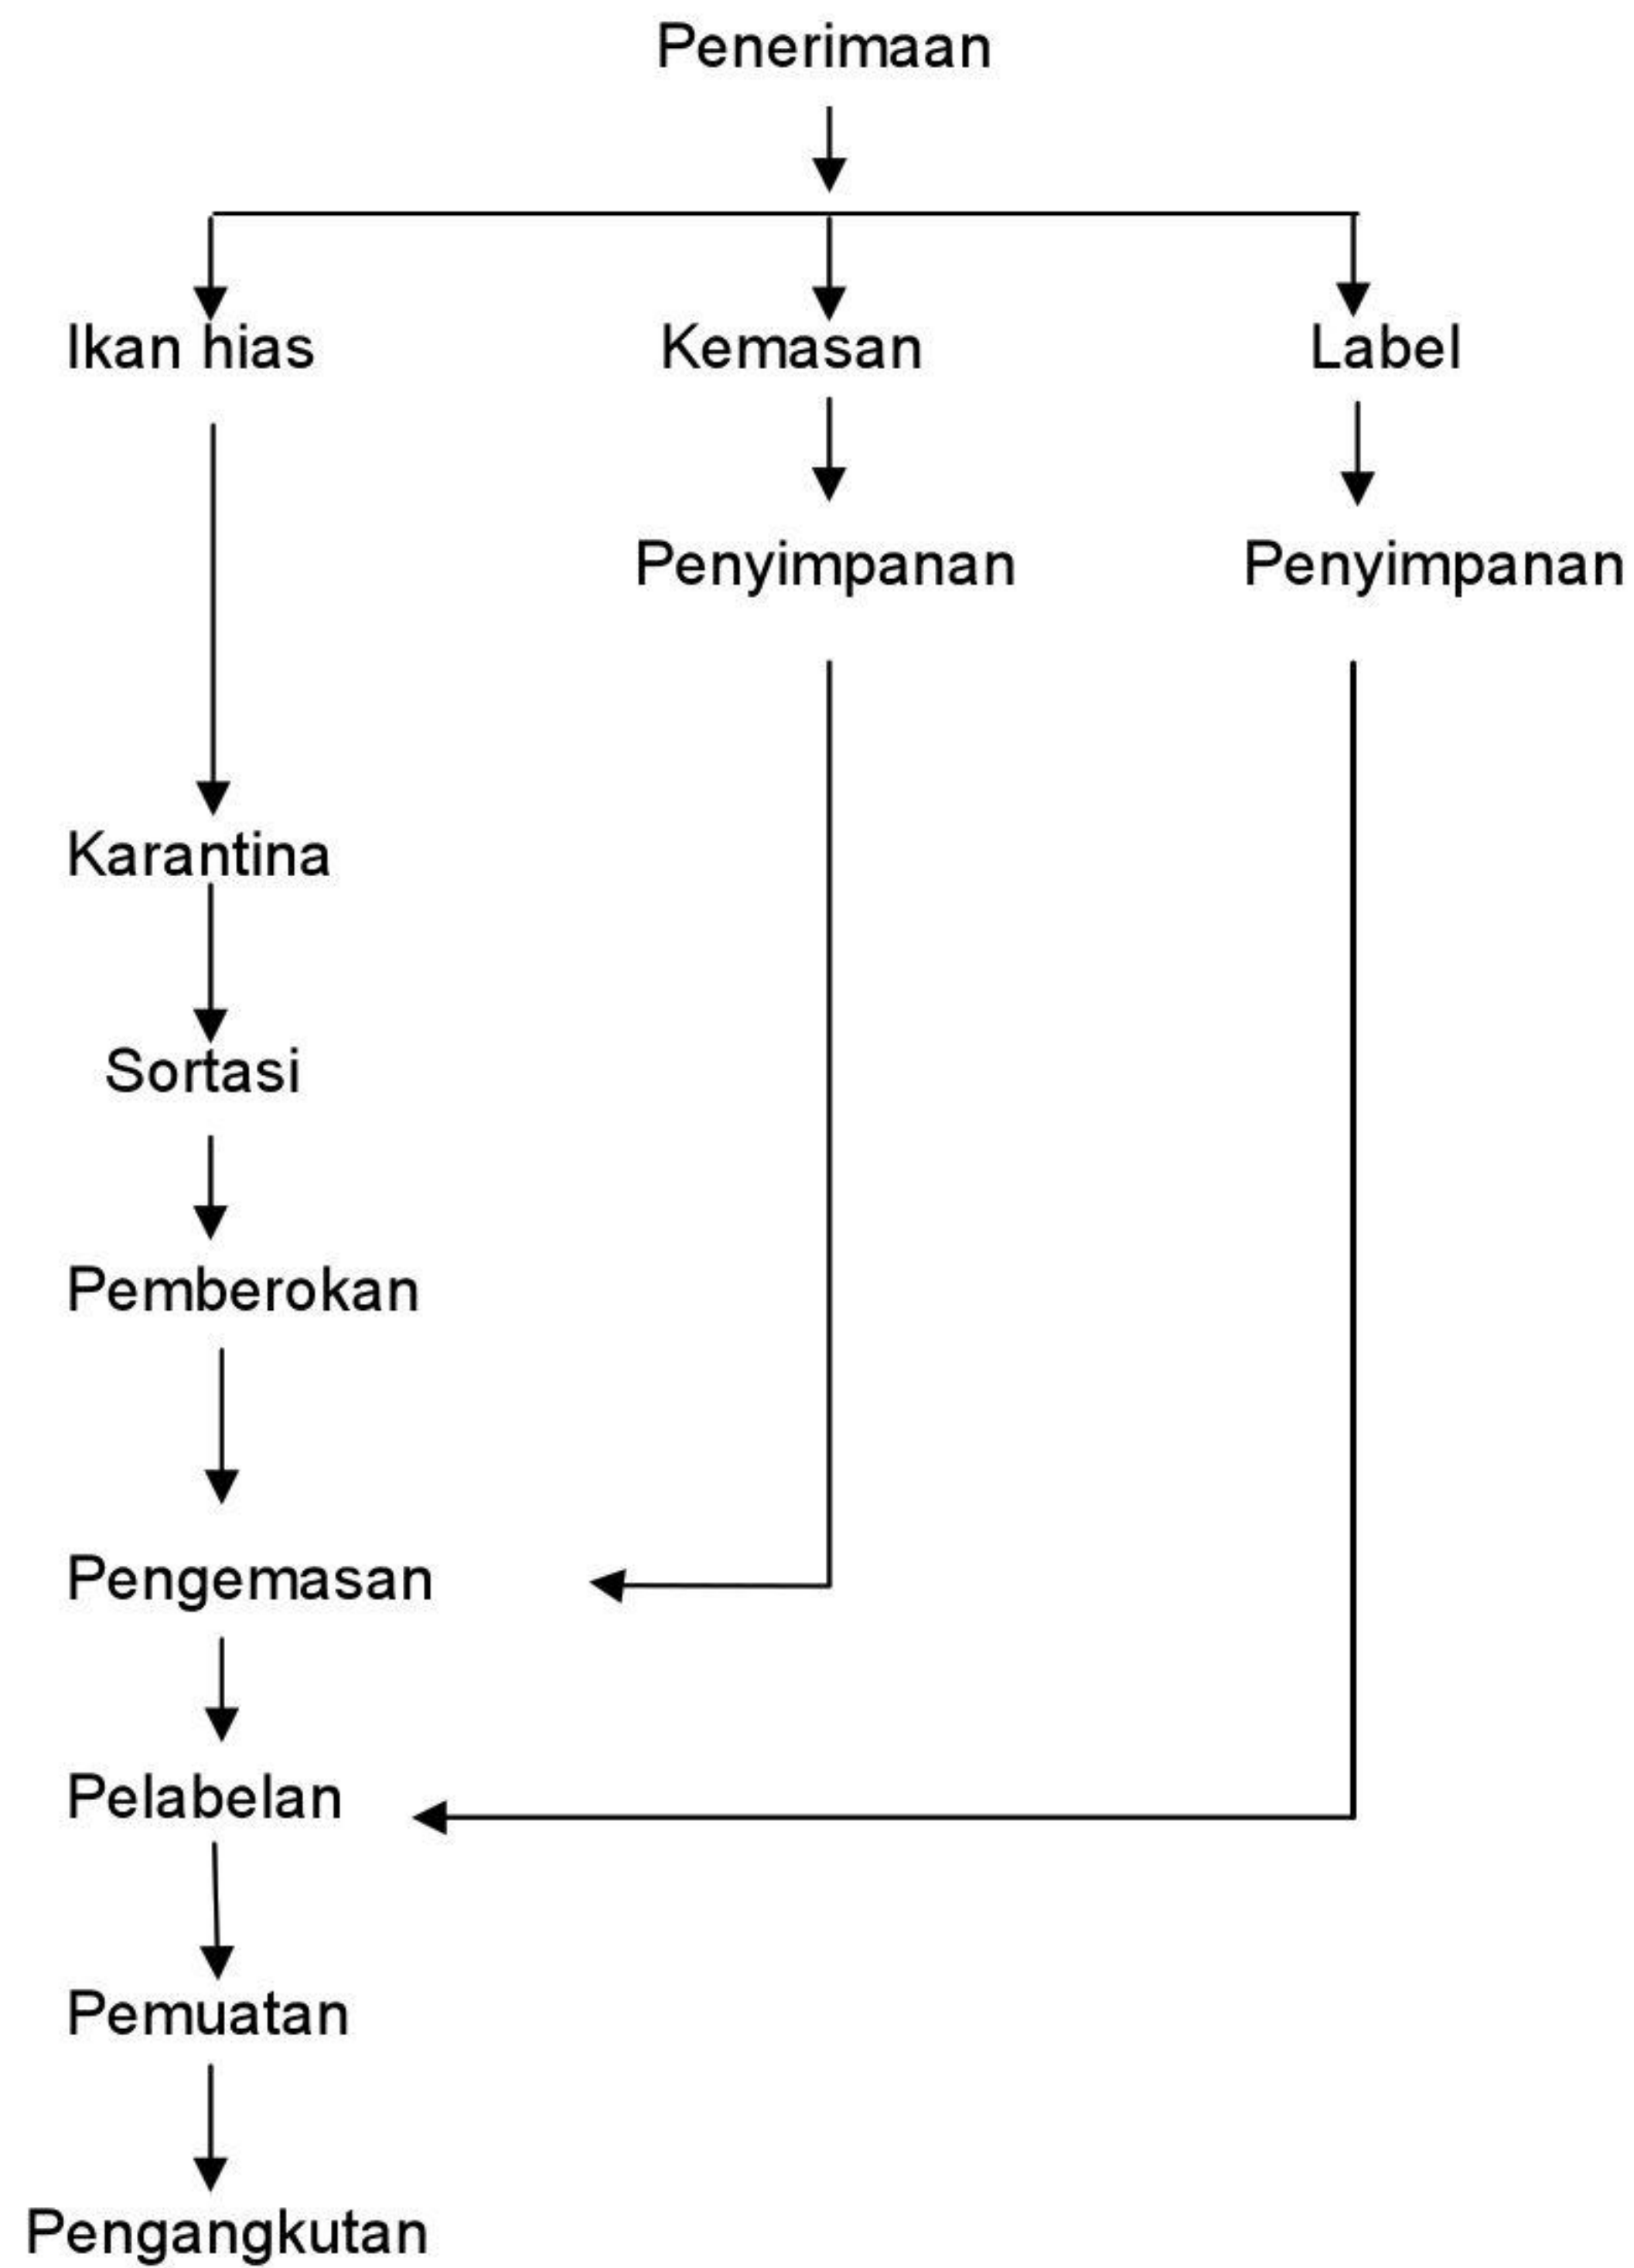 Penerimaan
Ikan hias
Kemasan
Label
Penyimpanan
Penyimpanan
Karantina
Sortasi
Pemberokan
Pengemasan
Pelabelan
Pemuatan
Pengangkutan